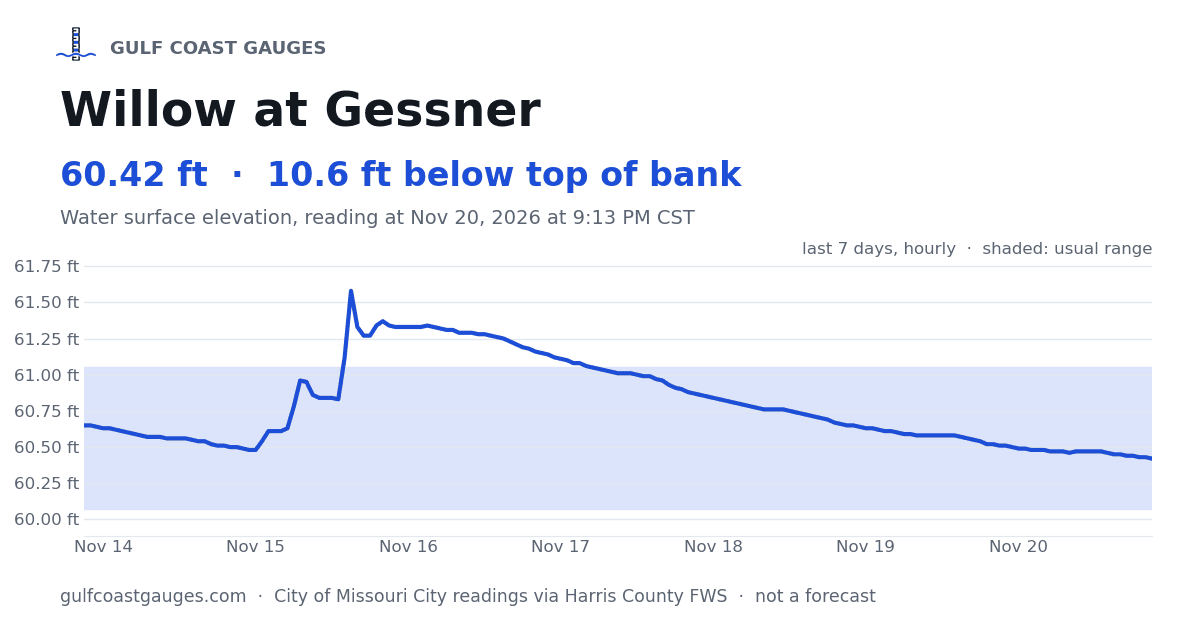 GULF COAST GAUGES
Willow at Gessner
60.42 ft · 10.6 ft below top of bank
Water surface elevation, reading at Nov 20, 2026 at 9:13 PM CST
last 7 days, hourly · shaded: usual range
61.75 ft
61.50 ft
61.25 ft
61.00 ft
60.75 ft
60.50 ft
60.25 ft
60.00 ft
Nov 14 Nov 15 Nov 16 Nov 17 Nov 18 Nov 19 Nov 20
gulfcoastgauges.com · City of Missouri City readings via Harris County FWS · not a forecast